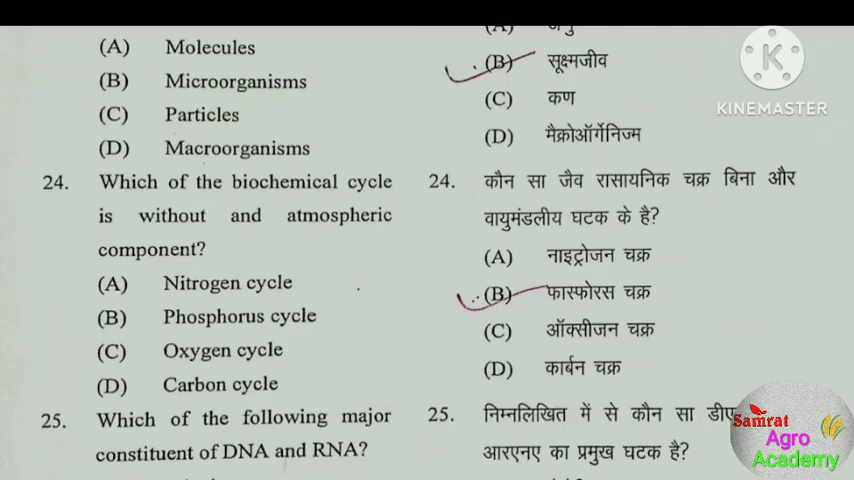 (A) Molecules
(B) Microorganisms
(C) Particles
(D) Macroorganisms
24. Which of the biochemical cycle
is without and atmospheric
component?
(A) Nitrogen cycle
(B) Phosphorus cycle
(C) Oxygen cycle
(D) Carbon cycle
25. Which of the following major
constituent of DNA and RNA?
(A)
(B) सूक्ष्मजीव
(C) कण
(D) मैक्रोऑर्गेनिज्म
24. कौन सा जैव रासायनिक चक्र बिना और
वायुमंडलीय घटक के है?
(A) नाइट्रोजन चक्र
(B) फास्फोरस चक्र
(C) ऑक्सीजन चक्र
(D) कार्बन चक्र
25. निम्नलिखित में से कौन सा
आरएनए का प्रमुख घटक है?
KINEMASTER
Samrat
Agro
Academy